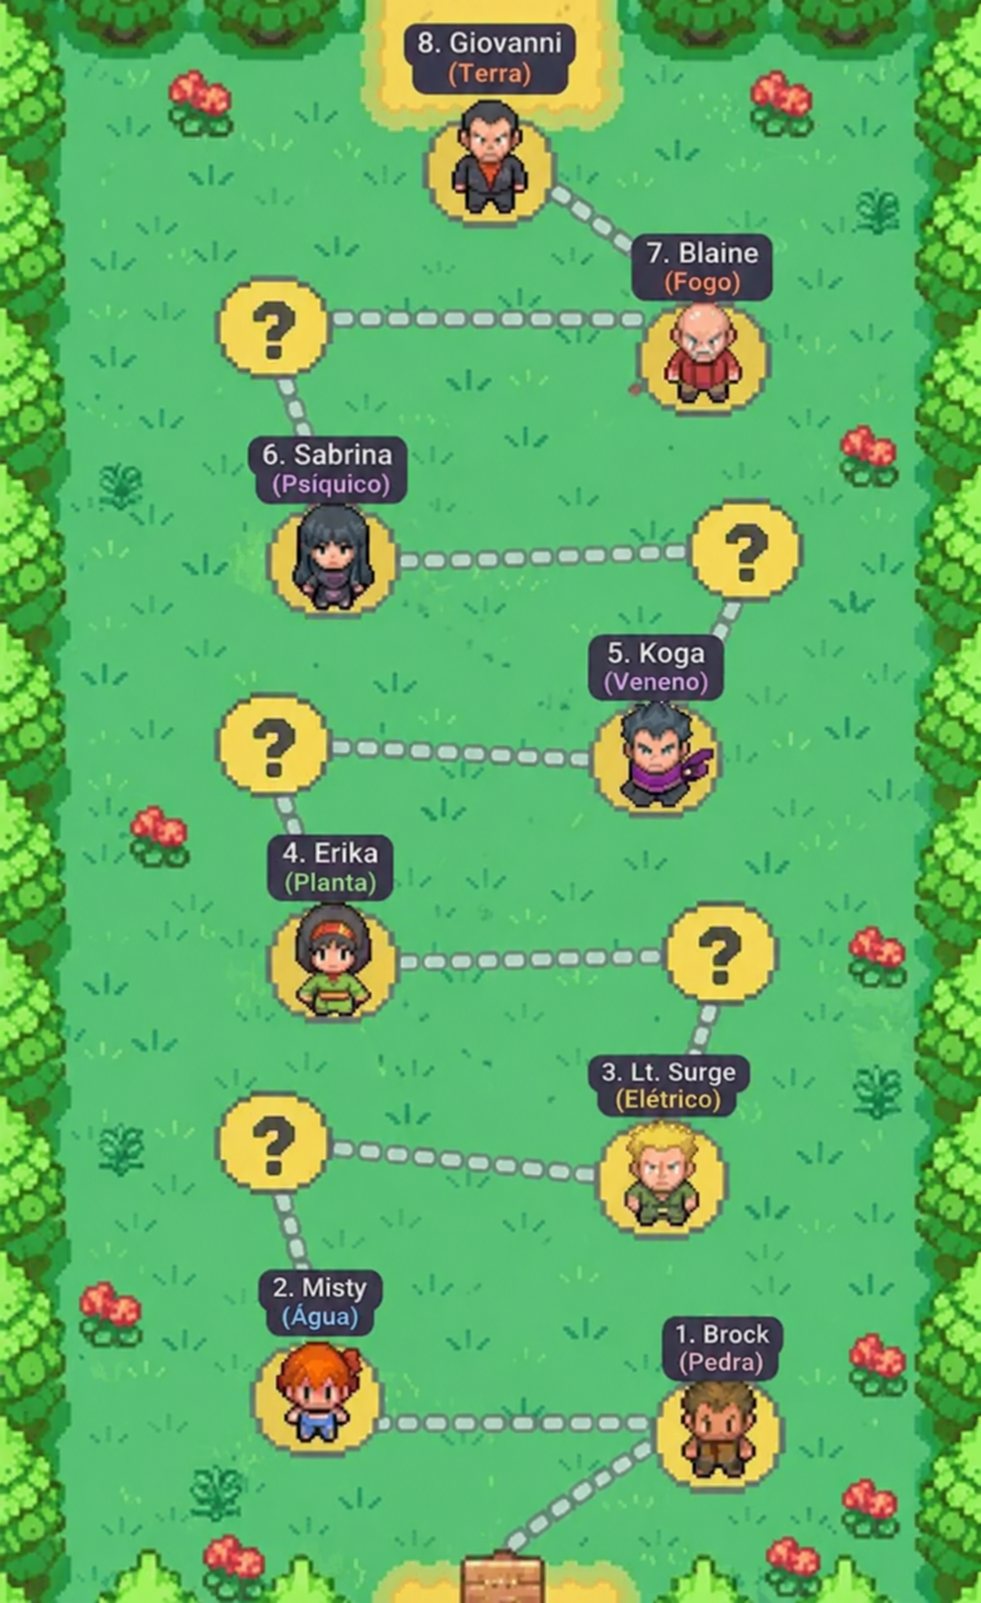 8. Giovanni
(Terra)
7. Blaine
(Fogo)
?
6. Sabrina
(Psíquico)
?
5. Koga
(Veneno)
?
4. Erika
(Planta)
?
3. Lt. Surge
(Elétrico)
?
2. Misty
(Água)
1. Brock
(Pedra)